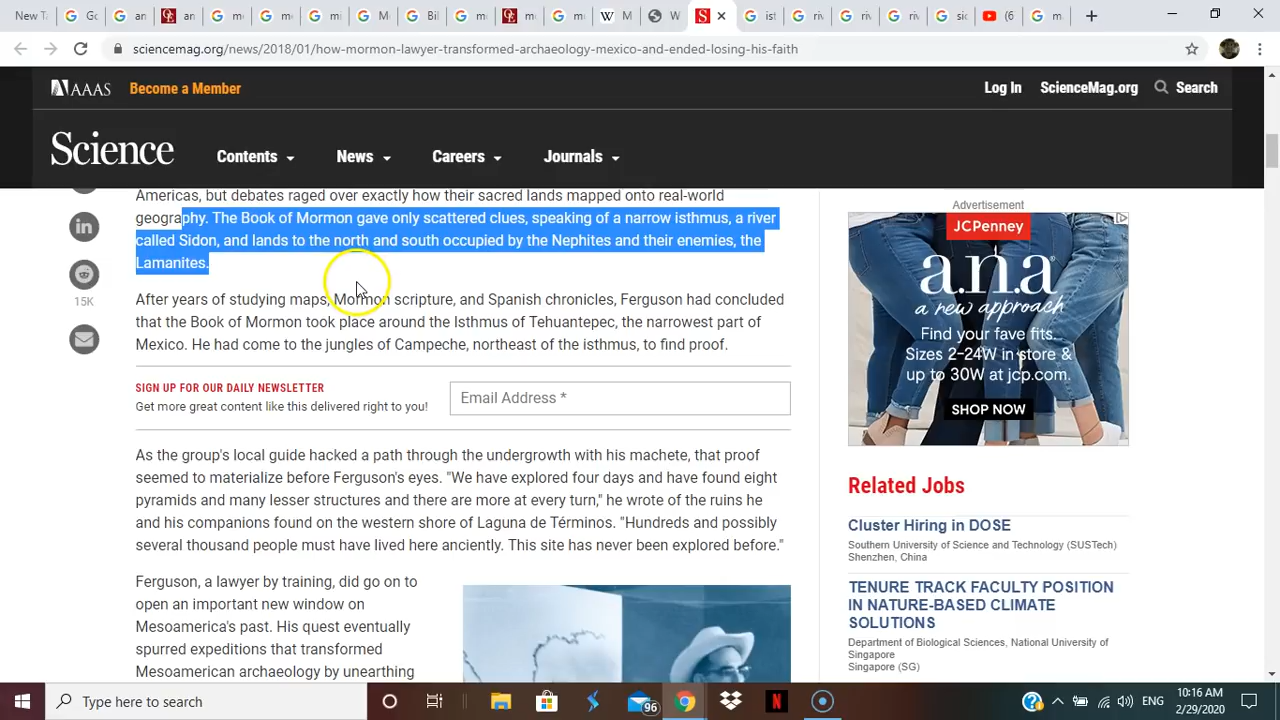 New Ta
G
an
an
m
m
M
Bil
m
m
m
W M
W
S
ist
riv
riv
riv
sid
(6
m
sciencemag.org/news/2018/01/how-mormon-lawyer-transformed-archaeology-mexico-and-ended-losing-his-faith
AAAS
Become a Member
Log In
ScienceMag.org
Search
Science
Contents
News
Careers
Journals
Americas, but debates raged over exactly how their sacred lands mapped onto real-world
geography. The Book of Mormon gave only scattered clues, speaking of a narrow isthmus, a river
called Sidon, and lands to the north and south occupied by the Nephites and their enemies, the
Lamanites.
After years of studying maps, Mormon scripture, and Spanish chronicles, Ferguson had concluded
that the Book of Mormon took place around the Isthmus of Tehuantepec, the narrowest part of
Mexico. He had come to the jungles of Campeche, northeast of the isthmus, to find proof.
15K
SIGN UP FOR OUR DAILY NEWSLETTER
Get more great content like this delivered right to you!
Email Address *
As the group's local guide hacked a path through the undergrowth with his machete, that proof
seemed to materialize before Ferguson's eyes. "We have explored four days and have found eight
pyramids and many lesser structures and there are more at every turn," he wrote of the ruins he
and his companions found on the western shore of Laguna de Términos. "Hundreds and possibly
several thousand people must have lived here anciently. This site has never been explored before."
Ferguson, a lawyer by training, did go on to
open an important new window on
Mesoamerica's past. His quest eventually
spurred expeditions that transformed
Mesoamerican archaeology by unearthing
Advertisement
JCPenney
a.n.a
a new approach
Find your fave fits.
Sizes 2-24W in store &
up to 30W at jcp.com.
SHOP NOW
Related Jobs
Cluster Hiring in DOSE
Southern University of Science and Technology (SUSTech)
Shenzhen, China
TENURE TRACK FACULTY POSITION
IN NATURE-BASED CLIMATE
SOLUTIONS
Department of Biological Sciences, National University of
Singapore
Singapore (SG)
Type here to search
96
N
ENG
10:16 AM
2/29/2020